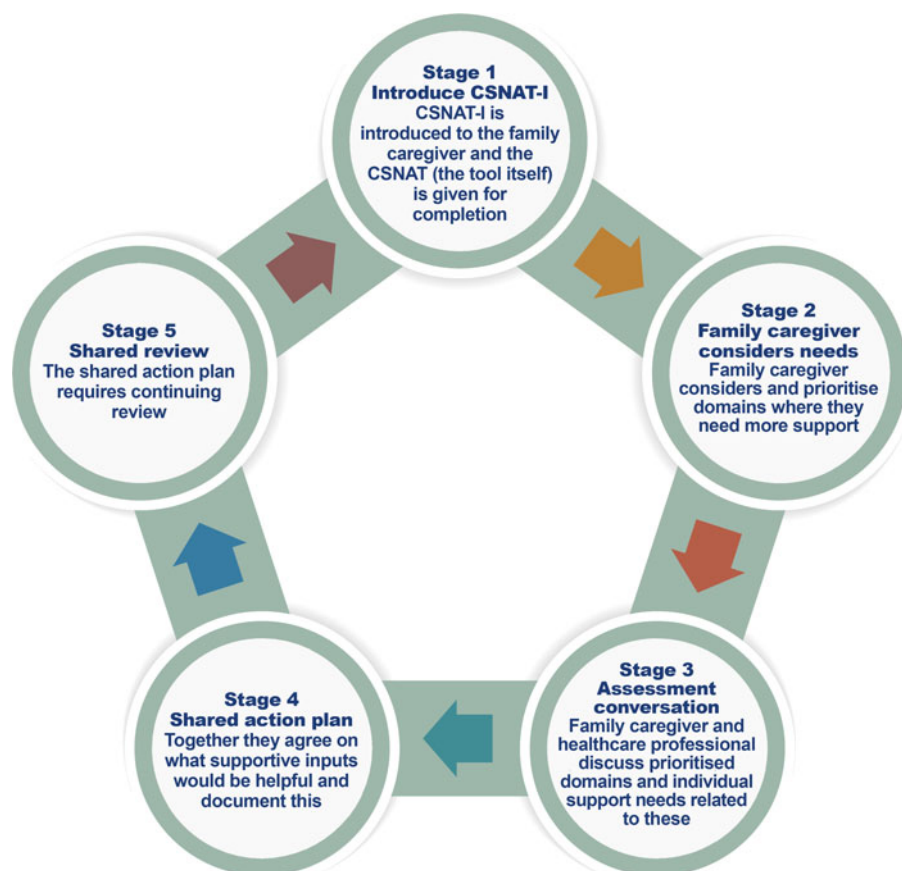 Stage 1
Introduce CSNAT-I
CSNAT-I is
introduced to the family
caregiver and the
CSNAT (the tool itself)
is given for
completion
Stage 2
Family caregiver
considers needs
Family caregiver
considers and prioritise
domains where they
need more support
Stage 3
Assessment
conversation
Family caregiver and
healthcare professional
discuss prioritised
domains and individual
support needs related
to these
Stage 4
Shared action plan
Together they agree on
what supportive inputs
would be helpful and
document this
Stage 5
Shared review
The shared action plan
requires continuing
review